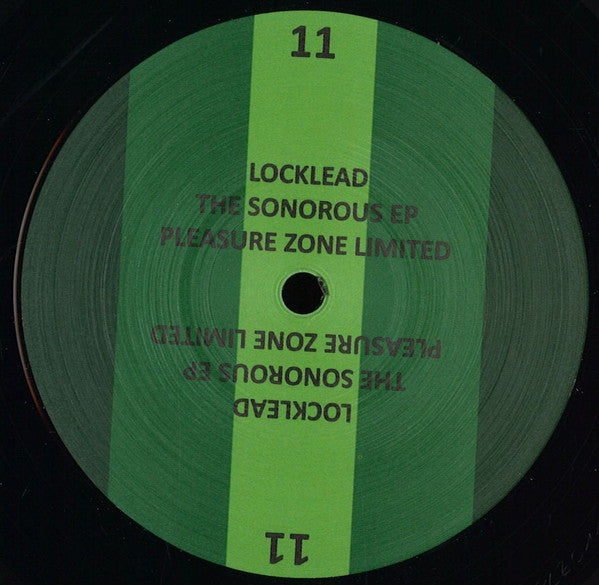 11
LOCKLEAD
THE SONOROUS EP
PLEASURE ZONE LIMITED
PLEASURE ZONE LIMITED
THE SONOROUS EP
LOCKLEAD
11